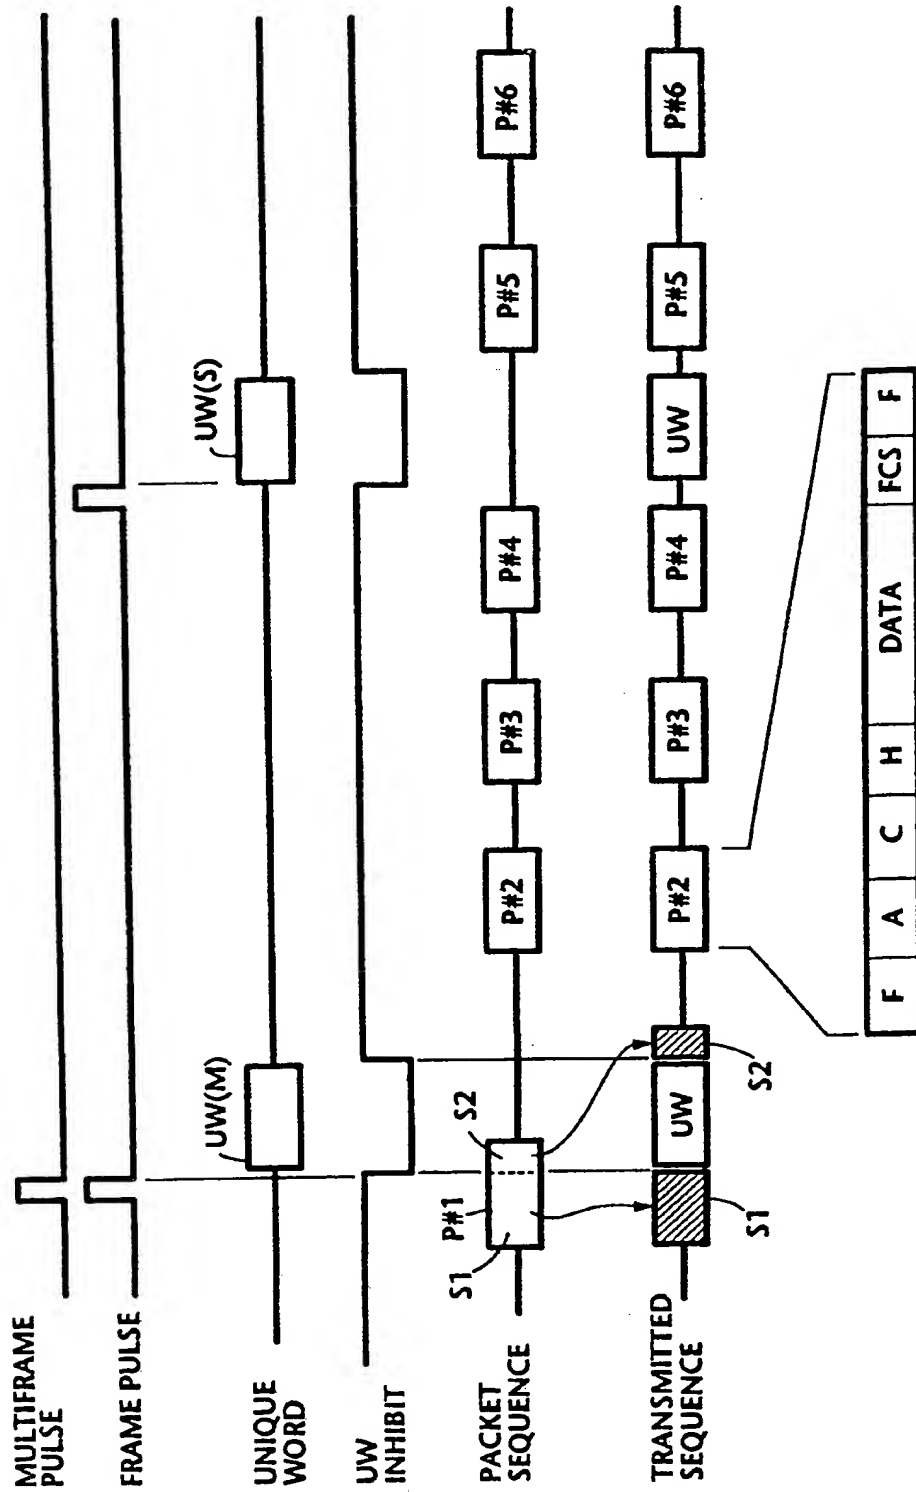 MULTIFRAME
PULSE
FRAME PULSE
UNIQUE
WORD
UW(M)
UW(S)
UW
INHIBIT
PACKET
SEQUENCE
S1
P#1
S2
P#2
P#3
P#4
P#5
P#6
TRANSMITTED
SEQUENCE
UW
P#2
P#3
P#4
UW
P#5
P#6
S1
S2
F A C H DATA FCS F